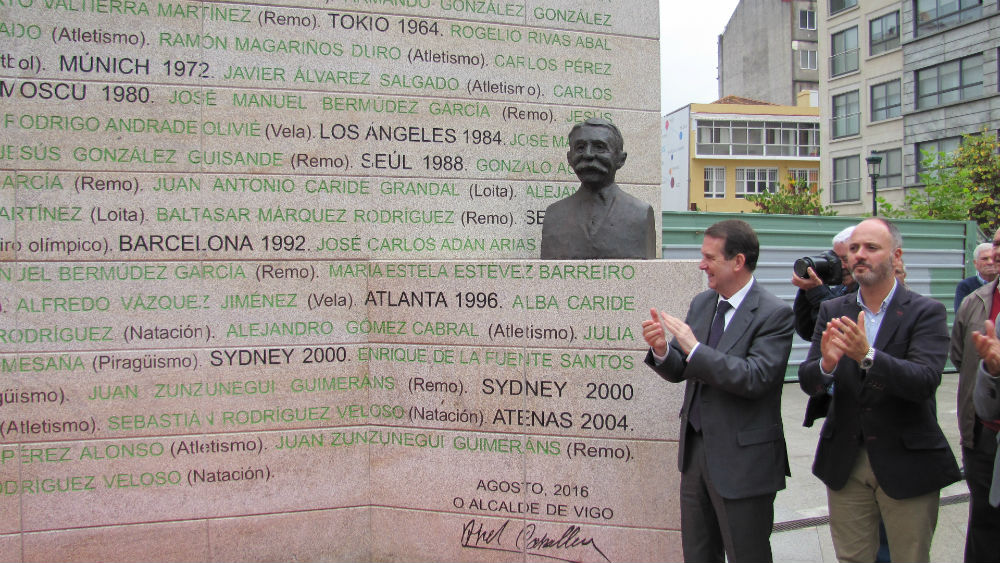 ARMANDO GONZÁLEZ GONZÁLEZ
VALTIERRA MARTÍNEZ (Remo). TOKIO 1964. ROGELIO RIVAS ABAL
(Atletismo). RAMÓN MAGARIÑOS DURO (Atletismo). CARLOS PÉREZ
MÚNICH 1972. JAVIER ÁLVAREZ SALGADO (Atletismo). CARLOS
MOSCU 1980. JOSÉ MANUEL BERMÚDEZ GARCÍA (Remo). JESÚS
RODRIGO ANDRADE OLIVIÉ (Vela). LOS ÁNGELES 1984. JOSÉ
JESÚS GONZÁLEZ GUISANDE (Remo). SEÚL 1988. GONZALO
GARCÍA (Remo). JUAN ANTONIO CARIDE GRANDAL (Loita).
MARTÍNEZ (Loita). BALTASAR MÁRQUEZ RODRÍGUEZ (Remo).
olímpico). BARCELONA 1992. JOSÉ CARLOS ADÁN ARIAS
BERMÚDEZ GARCÍA (Remo). MARIA ESTELA ESTÉVEZ BARREIRO
ALFREDO VÁZQUEZ JIMÉNEZ (Vela). ATLANTA 1996. ALBA CARIDE
RODRÍGUEZ (Natación). ALEJANDRO GÓMEZ CABRAL (Atletismo). JULIA
MESAÑA (Piragüismo). SYDNEY 2000. ENRIQUE DE LA FUENTE SANTOS
JUAN ZUNZUNEGUI GUIMERÁNS (Remo). SYDNEY 2000
(Atletismo). SEBASTIÁN RODRÍGUEZ VELOSO (Natación). ATENAS 2004.
PÉREZ ALONSO (Atletismo). JUAN ZUNZUNEGUI GUIMERÁNS (Remo).
RODRÍGUEZ VELOSO (Natación).
AGOSTO, 2016
O ALCALDE DE VIGO
Abel Caballero